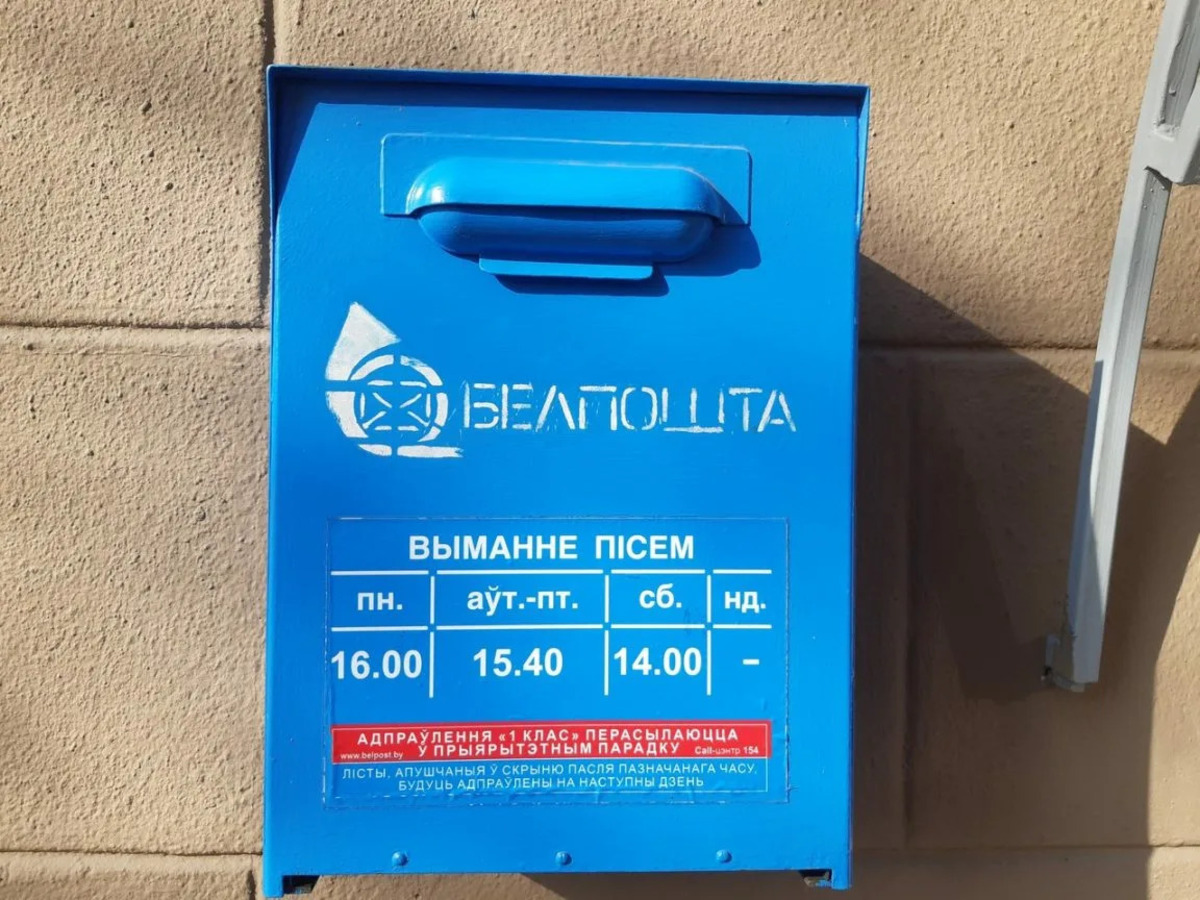 БЕЛПОШТА
ВЫМАННЕ ПІСЕМ
пн. аўт.-пт. сб. нд.
16.00 15.40 14.00 –
АДПРАЎЛЕННЯ «1 КЛАС» ПЕРАСЫЛАЮЦЦА
www.belpost.by Ў ПРЫЯРЫТЭТНЫМ ПАРАДКУ Call-цэнтр 154
ЛІСТЫ, АПУШЧАНЫЯ Ў СКРЫНЮ ПАСЛЯ ПАЗНАЧАНАГА ЧАСУ,
БУДУЦЬ АДПРАЎЛЕНЫ НА НАСТУПНЫ ДЗЕНЬ